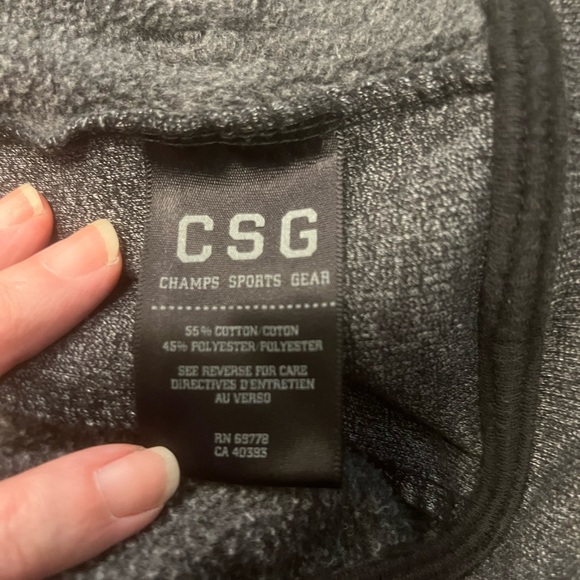 CSG
CHAMPS SPORTS GEAR
55% COTTON/COTON
45% POLYESTER/POLYESTER
SEE REVERSE FOR CARE
DIRECTIVES D'ENTRETIEN
AU VERSO
RN 59778
CA 40393